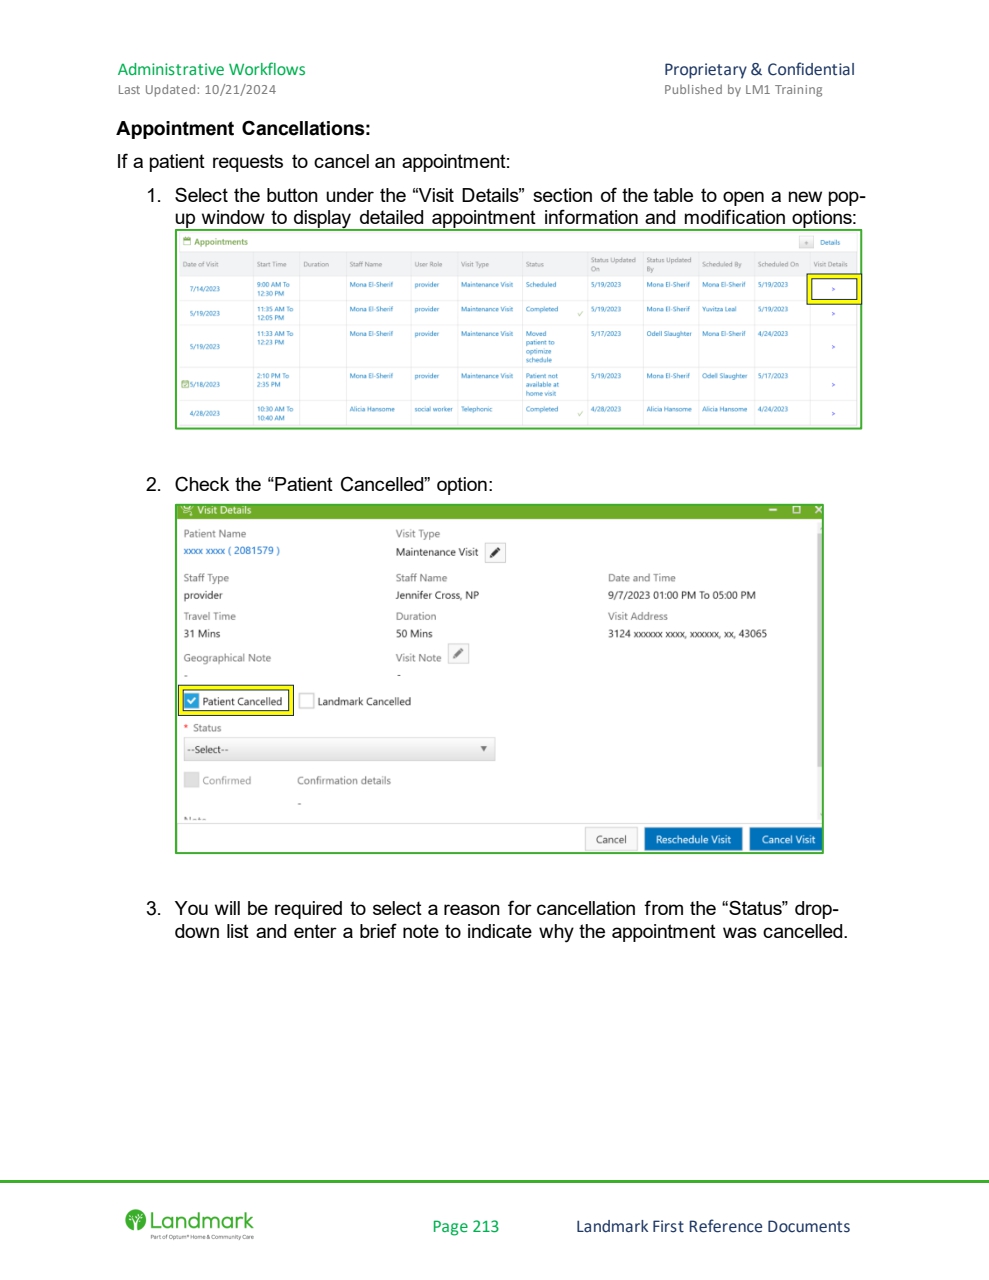 Administrative Workflows
Proprietary & Confidential
Last Updated: 10/21/2024
Published by LM1 Training
Appointment Cancellations:
If a patient requests to cancel an appointment:
1. Select the button under the “Visit Details” section of the table to open a new pop-
up window to display detailed appointment information and modification options:
Appointments
+ Details
Date of Visit Start Time Duration Staff Name User Role Visit Type Status Status Updated On Status Updated By Scheduled By Scheduled On Visit Details
7/14/2023 9:00 AM To 12:30 PM Mona El-Sherif provider Maintenance Visit Scheduled 5/19/2023 Mona El-Sherif Mona El-Sherif 5/19/2023 >
5/19/2023 11:35 AM To 12:05 PM Mona El-Sherif provider Maintenance Visit Completed 5/19/2023 Mona El-Sherif Yuvitza Leal 5/19/2023 >
5/19/2023 11:33 AM To 12:23 PM Mona El-Sherif provider Maintenance Visit Moved patient to optimize schedule 5/17/2023 Odell Slaughter Mona El-Sherif 4/24/2023 >
5/18/2023 2:10 PM To 2:35 PM Mona El-Sherif provider Maintenance Visit Patient not available at home visit 5/19/2023 Mona El-Sherif Odell Slaughter 5/17/2023 >
4/28/2023 10:30 AM To 10:40 AM Alicia Hansome social worker Telephonic Completed 4/28/2023 Alicia Hansome Alicia Hansome 4/24/2023 >
2. Check the “Patient Cancelled” option:
Visit Details
Patient Name Visit Type
xxxx xxxx ( 2081579 ) Maintenance Visit
Staff Type Staff Name Date and Time
provider Jennifer Cross, NP 9/7/2023 01:00 PM To 05:00 PM
Travel Time Duration Visit Address
31 Mins 50 Mins 3124 xxxxxx xxxx, xxxxxx, xx, 43065
Geographical Note Visit Note
- -
Patient Cancelled Landmark Cancelled
* Status
--Select--
Confirmed Confirmation details
-
Cancel Reschedule Visit Cancel Visit
3. You will be required to select a reason for cancellation from the “Status” drop-
down list and enter a brief note to indicate why the appointment was cancelled.
Landmark
Part of Optum® Home & Community Care
Page 213
Landmark First Reference Documents